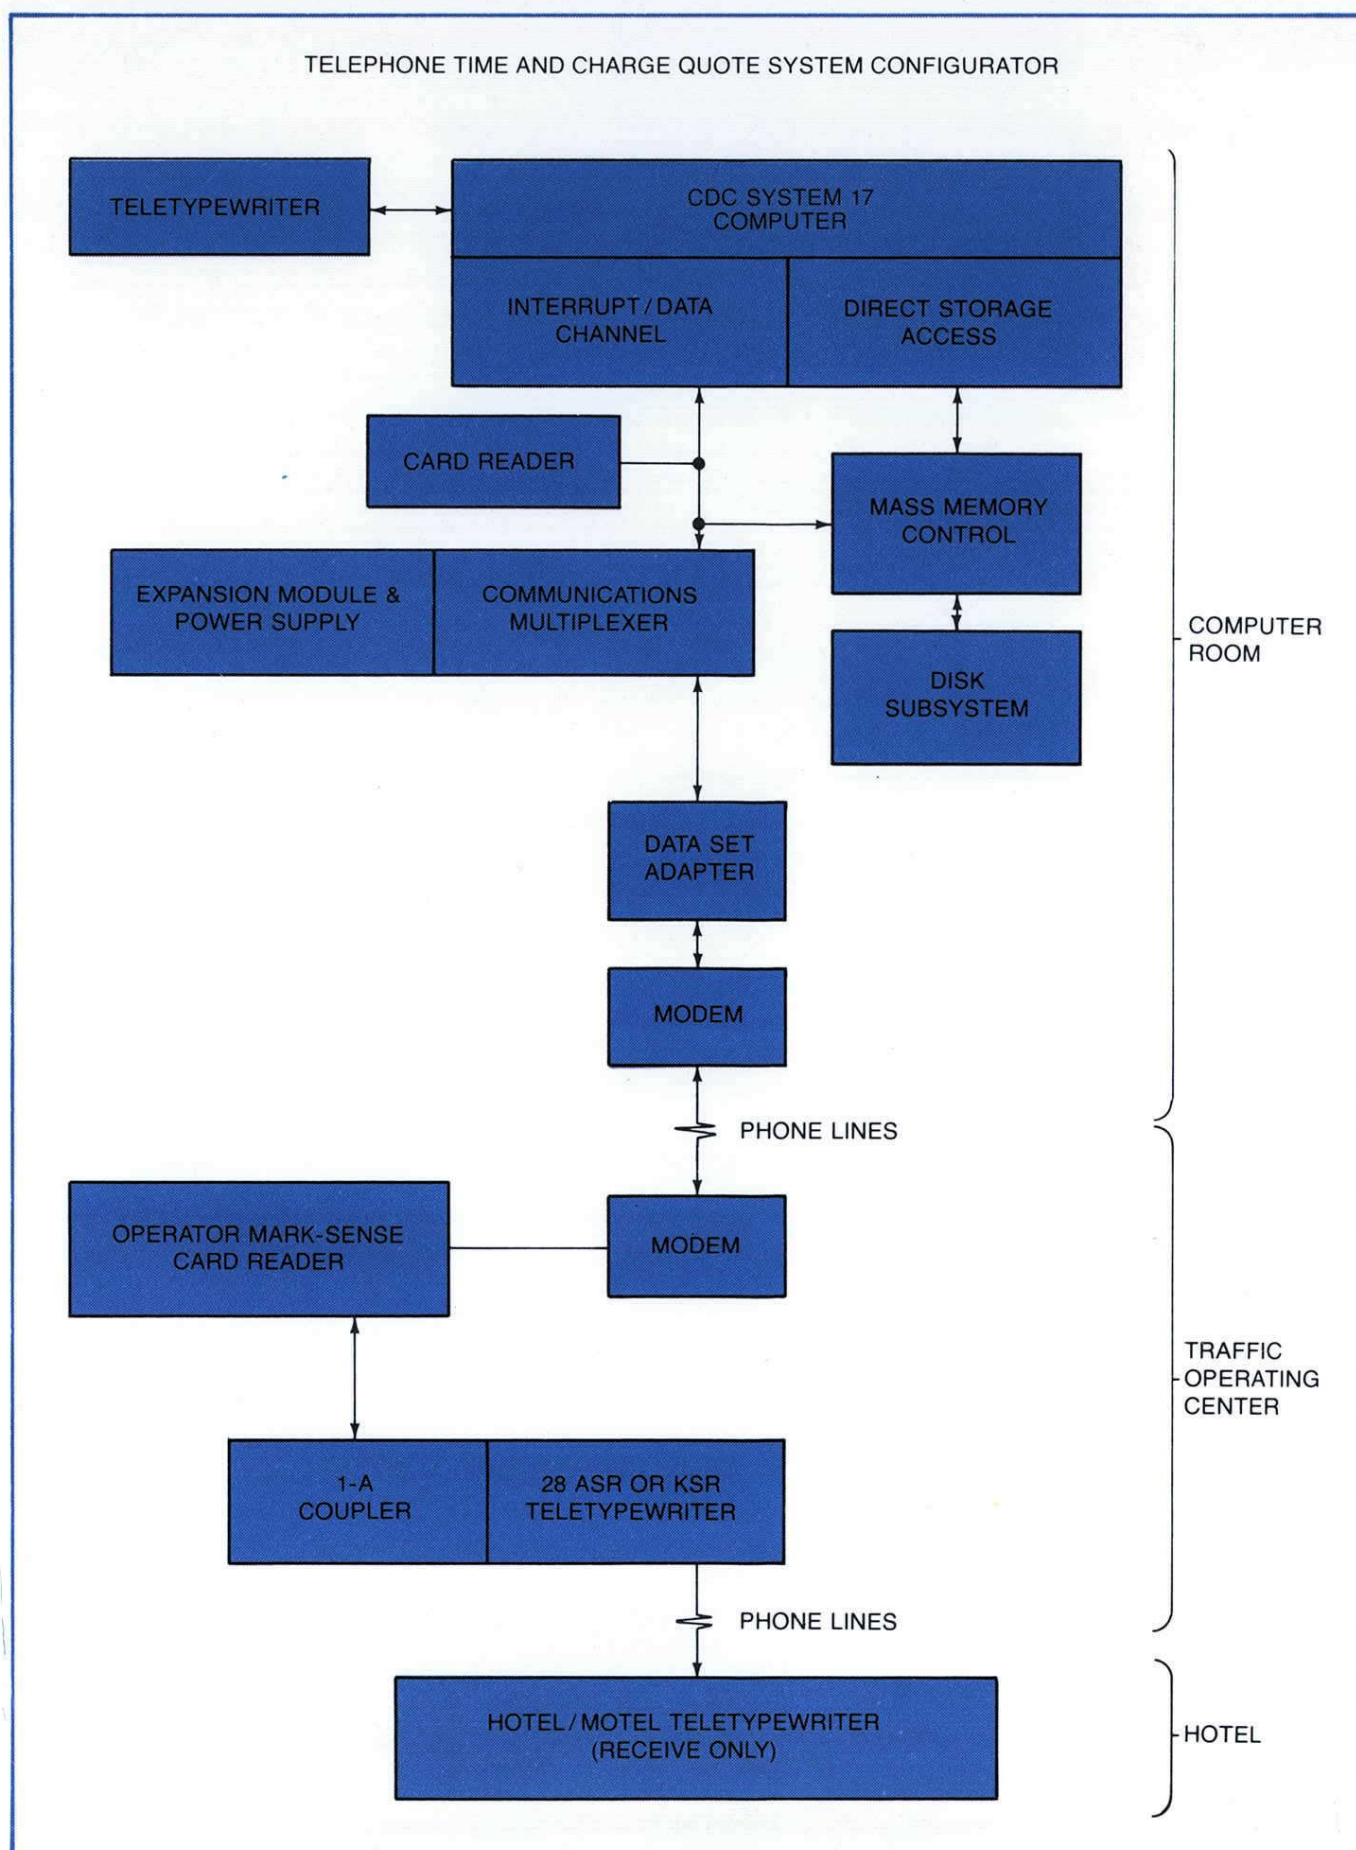 TELEPHONE TIME AND CHARGE QUOTE SYSTEM CONFIGURATOR
TELETYPEWRITER
CDC SYSTEM 17
COMPUTER
INTERRUPT/DATA
CHANNEL
DIRECT STORAGE
ACCESS
CARD READER
MASS MEMORY
CONTROL
EXPANSION MODULE &
POWER SUPPLY
COMMUNICATIONS
MULTIPLEXER
DISK
SUBSYSTEM
COMPUTER
ROOM
DATA SET
ADAPTER
MODEM
PHONE LINES
OPERATOR MARK-SENSE
CARD READER
MODEM
TRAFFIC
OPERATING
CENTER
1-A
COUPLER
28 ASR OR KSR
TELETYPEWRITER
PHONE LINES
HOTEL/MOTEL TELETYPEWRITER
(RECEIVE ONLY)
HOTEL